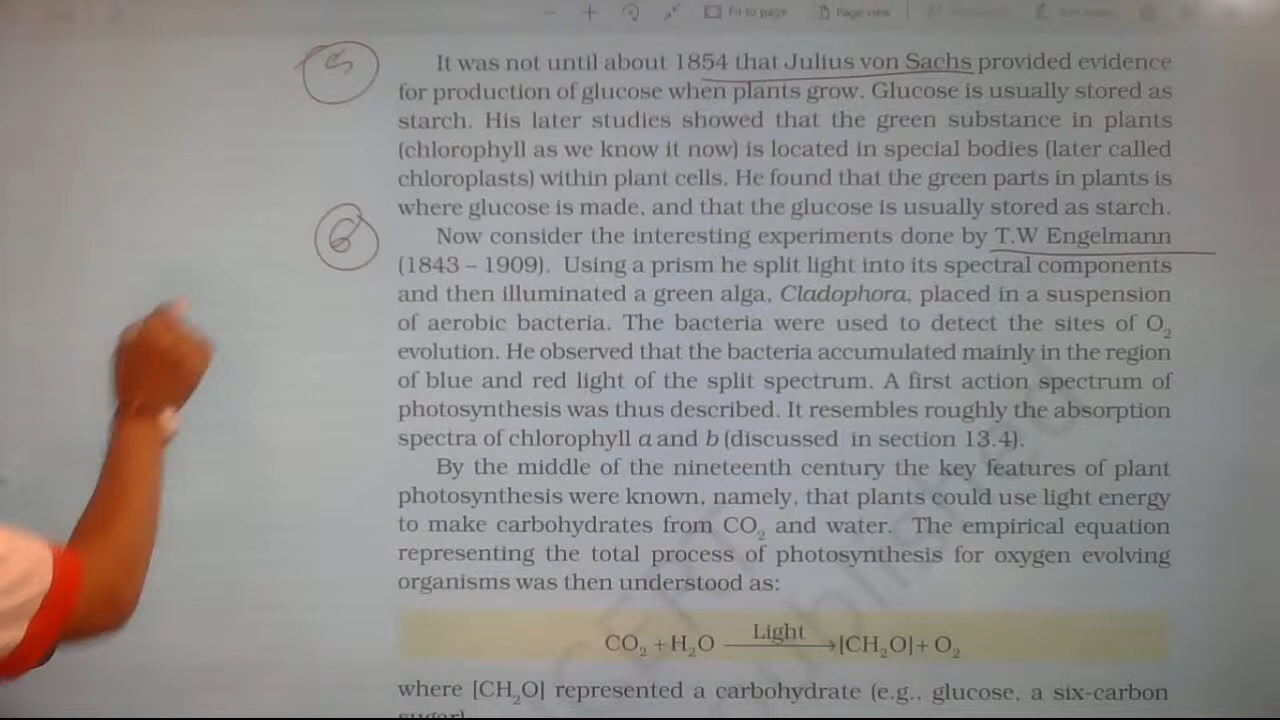 Fit to page Page view
5
It was not until about 1854 that Julius von Sachs provided evidence
for production of glucose when plants grow. Glucose is usually stored as
starch. His later studies showed that the green substance in plants
(chlorophyll as we know it now) is located in special bodies (later called
chloroplasts) within plant cells. He found that the green parts in plants is
where glucose is made, and that the glucose is usually stored as starch.
6
Now consider the interesting experiments done by T.W Engelmann
(1843 – 1909). Using a prism he split light into its spectral components
and then illuminated a green alga, Cladophora, placed in a suspension
of aerobic bacteria. The bacteria were used to detect the sites of O₂
evolution. He observed that the bacteria accumulated mainly in the region
of blue and red light of the split spectrum. A first action spectrum of
photosynthesis was thus described. It resembles roughly the absorption
spectra of chlorophyll a and b (discussed in section 13.4).
By the middle of the nineteenth century the key features of plant
photosynthesis were known, namely, that plants could use light energy
to make carbohydrates from CO₂ and water. The empirical equation
representing the total process of photosynthesis for oxygen evolving
organisms was then understood as:
CO₂ + H₂O Light → [CH₂O] + O₂
where [CH₂O] represented a carbohydrate (e.g., glucose, a six-carbon
sugar)